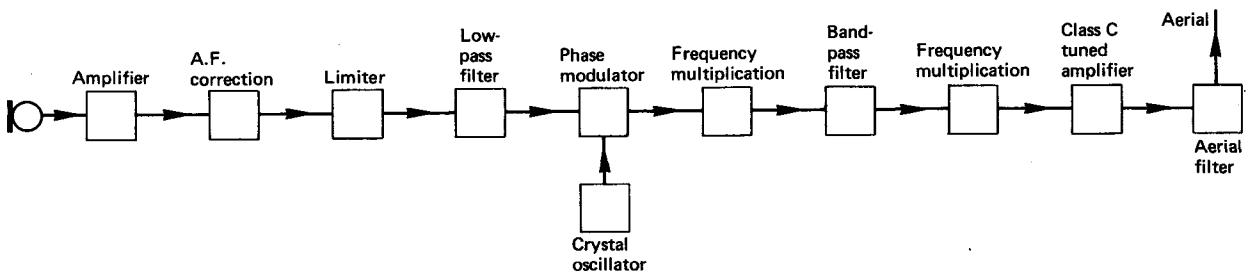 Amplifier
A.F.
correction
Limiter
Low-
pass
filter
Phase
modulator
Frequency
multiplication
Band-
pass
filter
Frequency
multiplication
Class C
tuned
amplifier
Aerial
Aerial
filter
Crystal
oscillator